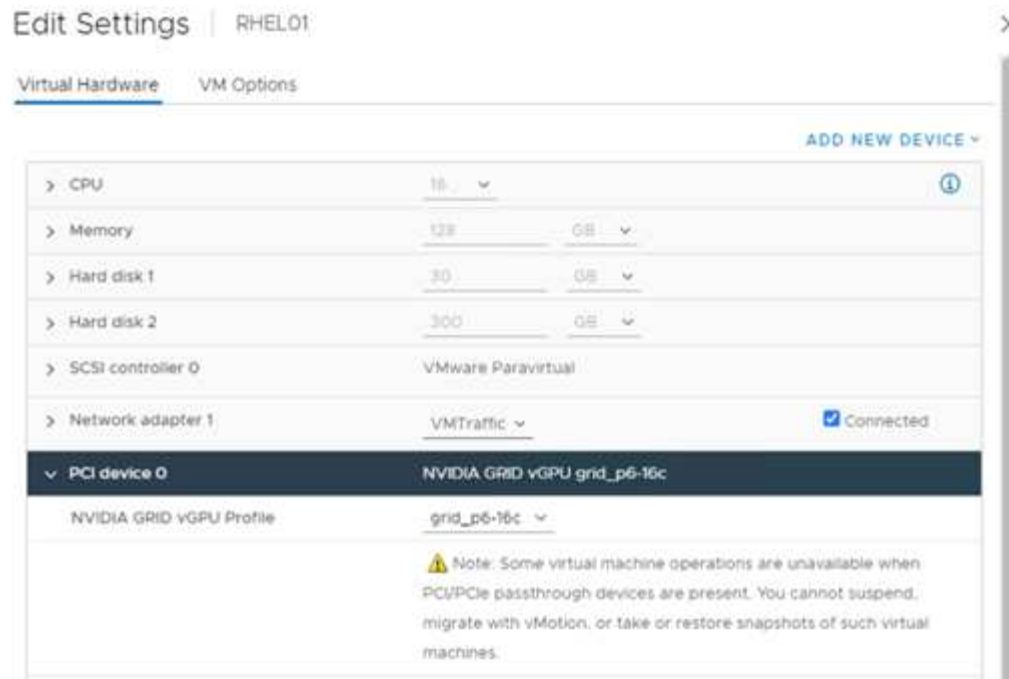 Edit Settings | RHEL01
Virtual Hardware VM Options
ADD NEW DEVICE
CPU 16
Memory 128 GB
Hard disk 1 30 GB
Hard disk 2 300 GB
SCSI controller 0 VMware Paravirtual
Network adapter 1 VMTraffic Connected
PCI device 0 NVIDIA GRID vGPU grid_p6-16c
NVIDIA GRID vGPU Profile grid_p6-16c
Note: Some virtual machine operations are unavailable when
PCI/PCIe passthrough devices are present. You cannot suspend,
migrate with vMotion, or take or restore snapshots of such virtual
machines.